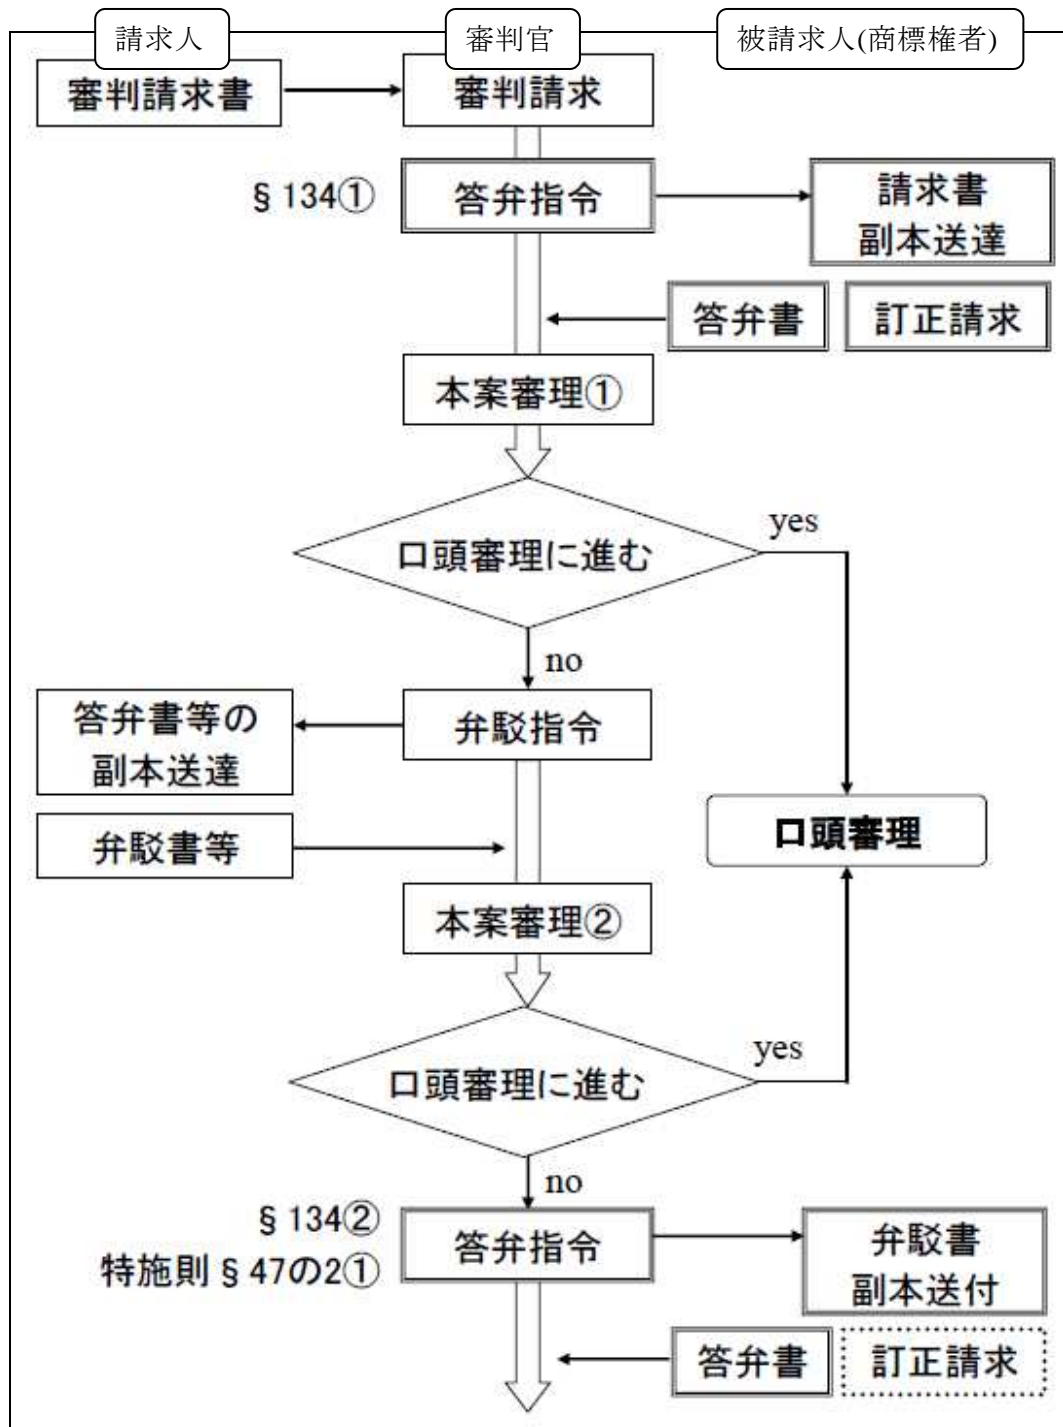 請求人
審判官
被請求人(商標権者)
審判請求書
審判請求
§134①
答弁指令
請求書
副本送達
答弁書
訂正請求
本案審理①
口頭審理に進む
yes
no
答弁書等の
副本送達
弁駁指令
弁駁書等
口頭審理
本案審理②
口頭審理に進む
yes
no
§134②
特施則§47の2①
答弁指令
弁駁書
副本送付
答弁書
訂正請求